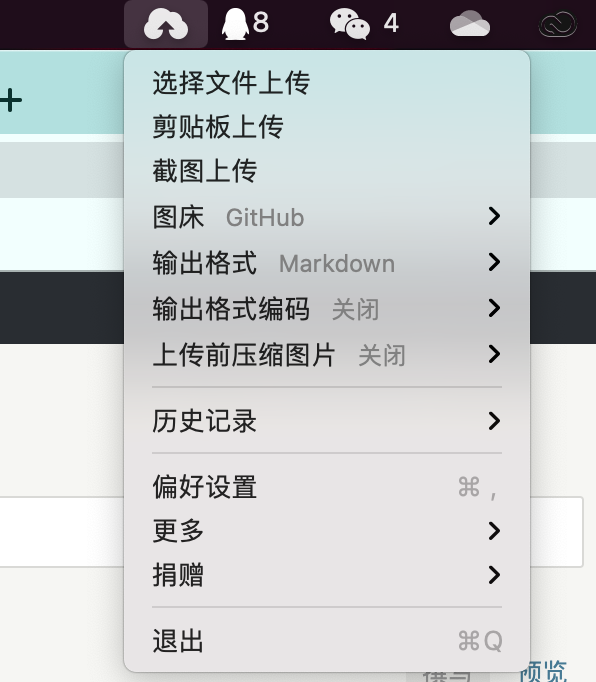 8 4
选择文件上传
剪贴板上传
截图上传
图床 GitHub
输出格式 Markdown
输出格式编码 关闭
上传前压缩图片 关闭
历史记录
偏好设置 ⌘ ,
更多
捐赠
退出 ⌘Q
撰写 预览